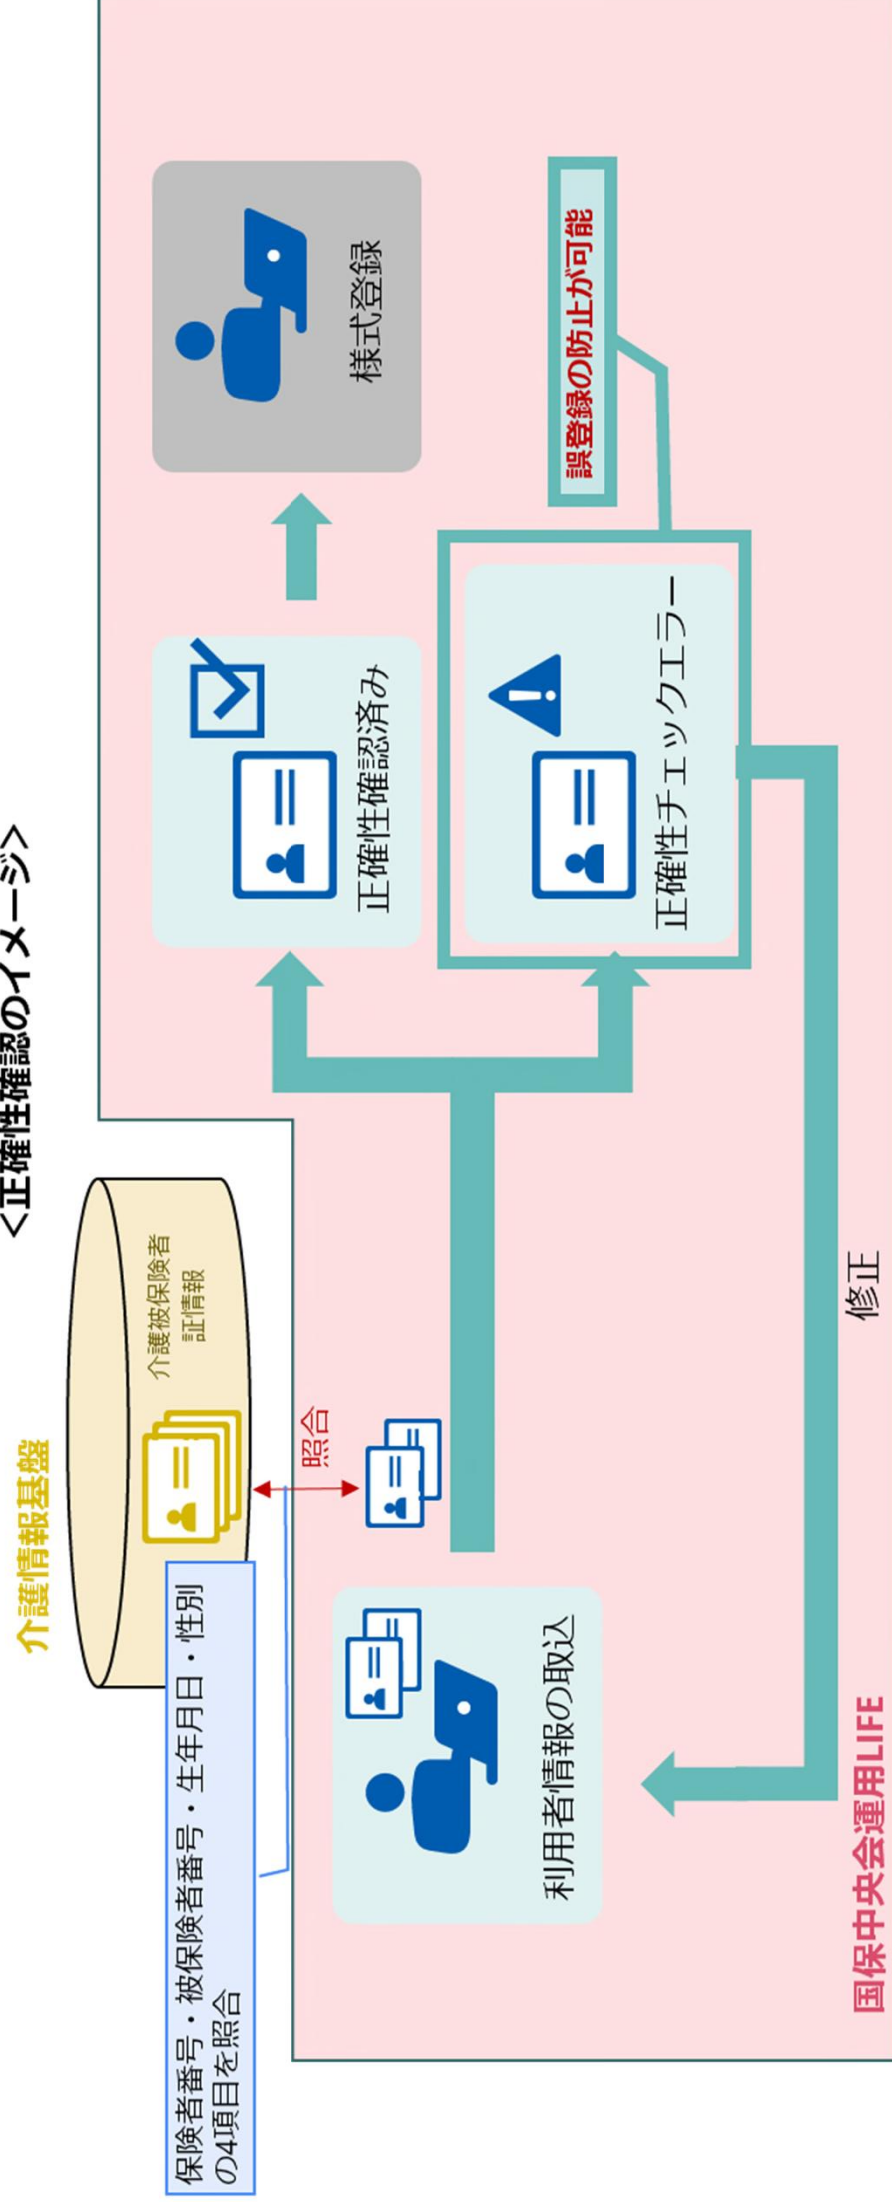 <正確性確認のイメージ>
介護情報基盤
介護被保険者
証情報
保険者番号・被保険者番号・生年月日・性別
の4項目を照合
照合
利用者情報の取込
正確性確認済み
様式登録
正確性チェックエラー
誤登録の防止が可能
修正
国保中央会運用LIFE